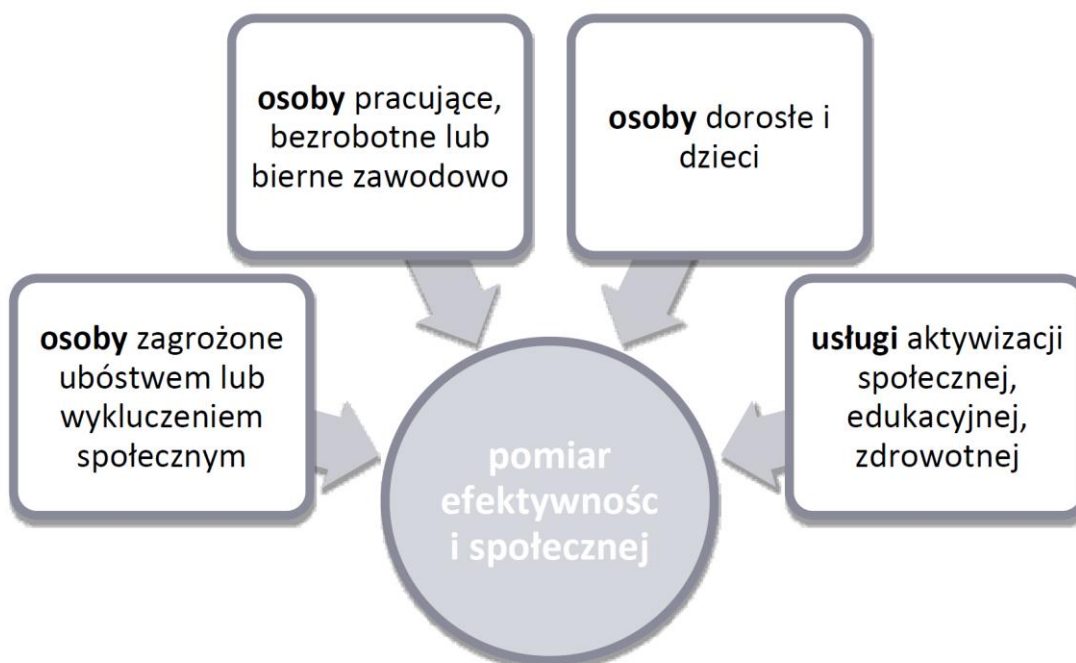 osoby pracujące,
bezrobotne lub
bierne zawodowo
osoby dorosłe i
dzieci
osoby zagrożone
ubóstwem lub
wykluczeniem
społecznym
usługi aktywizacji
społecznej,
edukacyjnej,
zdrowotnej
pomiar
efektywnośc
i społecznej